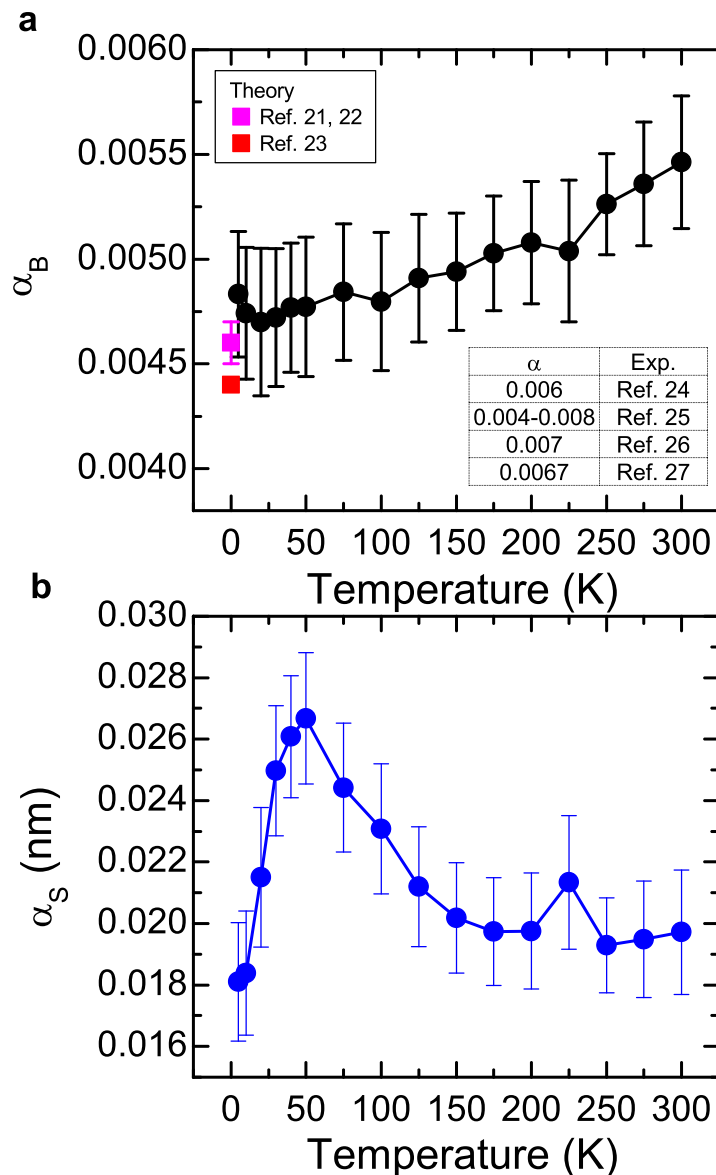 a
0.0060
0.0055
0.0050
0.0045
0.0040
α_B
Theory
Ref. 21, 22
Ref. 23
α Exp.
0.006 Ref. 24
0.004-0.008 Ref. 25
0.007 Ref. 26
0.0067 Ref. 27
0 50 100 150 200 250 300
Temperature (K)
b
0.030
0.028
0.026
0.024
0.022
0.020
0.018
0.016
α_S (nm)
0 50 100 150 200 250 300
Temperature (K)